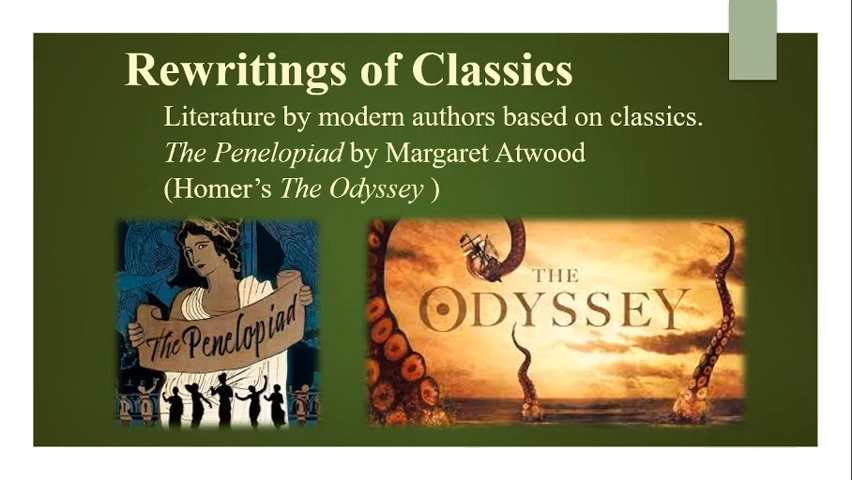 Rewritings of Classics
Literature by modern authors based on classics.
The Penelopiad by Margaret Atwood
(Homer’s The Odyssey )
The Penelopiad
THE
ODYSSEY